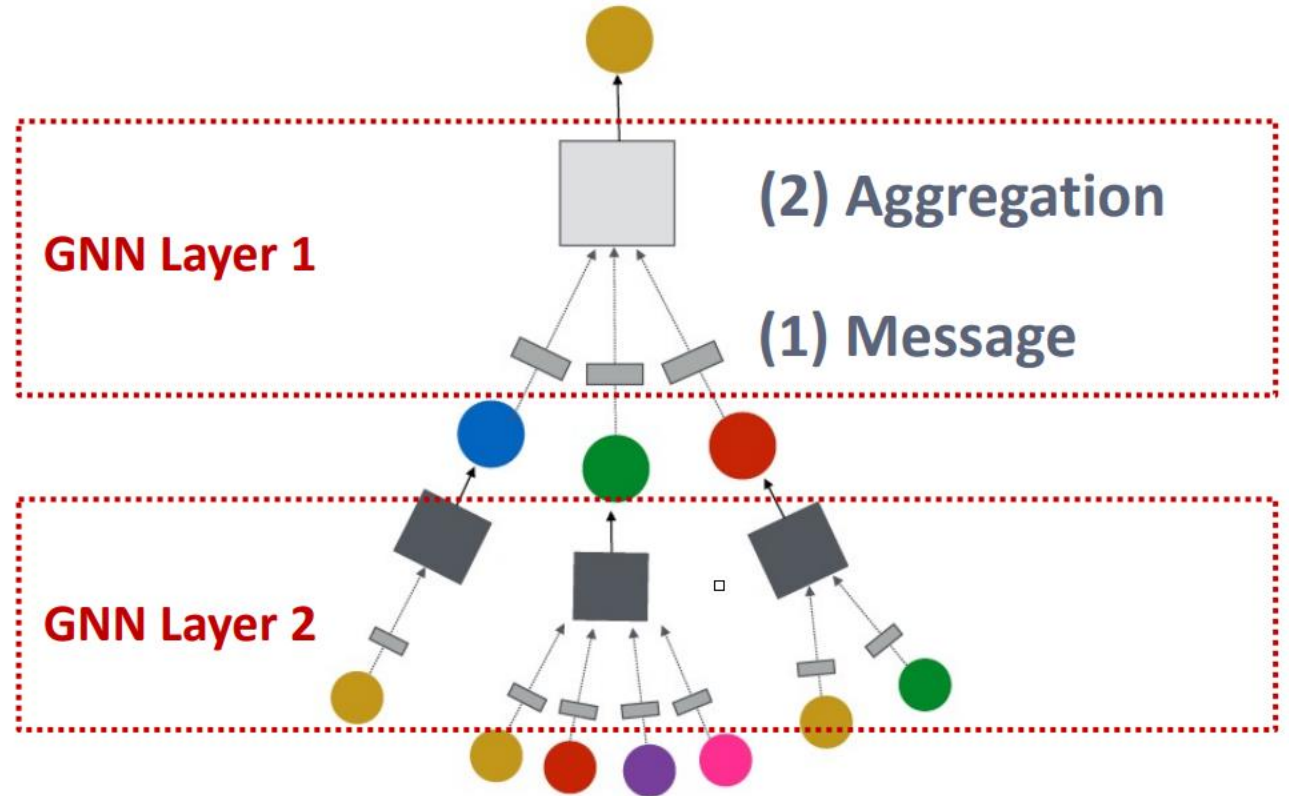 (2) Aggregation
GNN Layer 1
(1) Message
GNN Layer 2